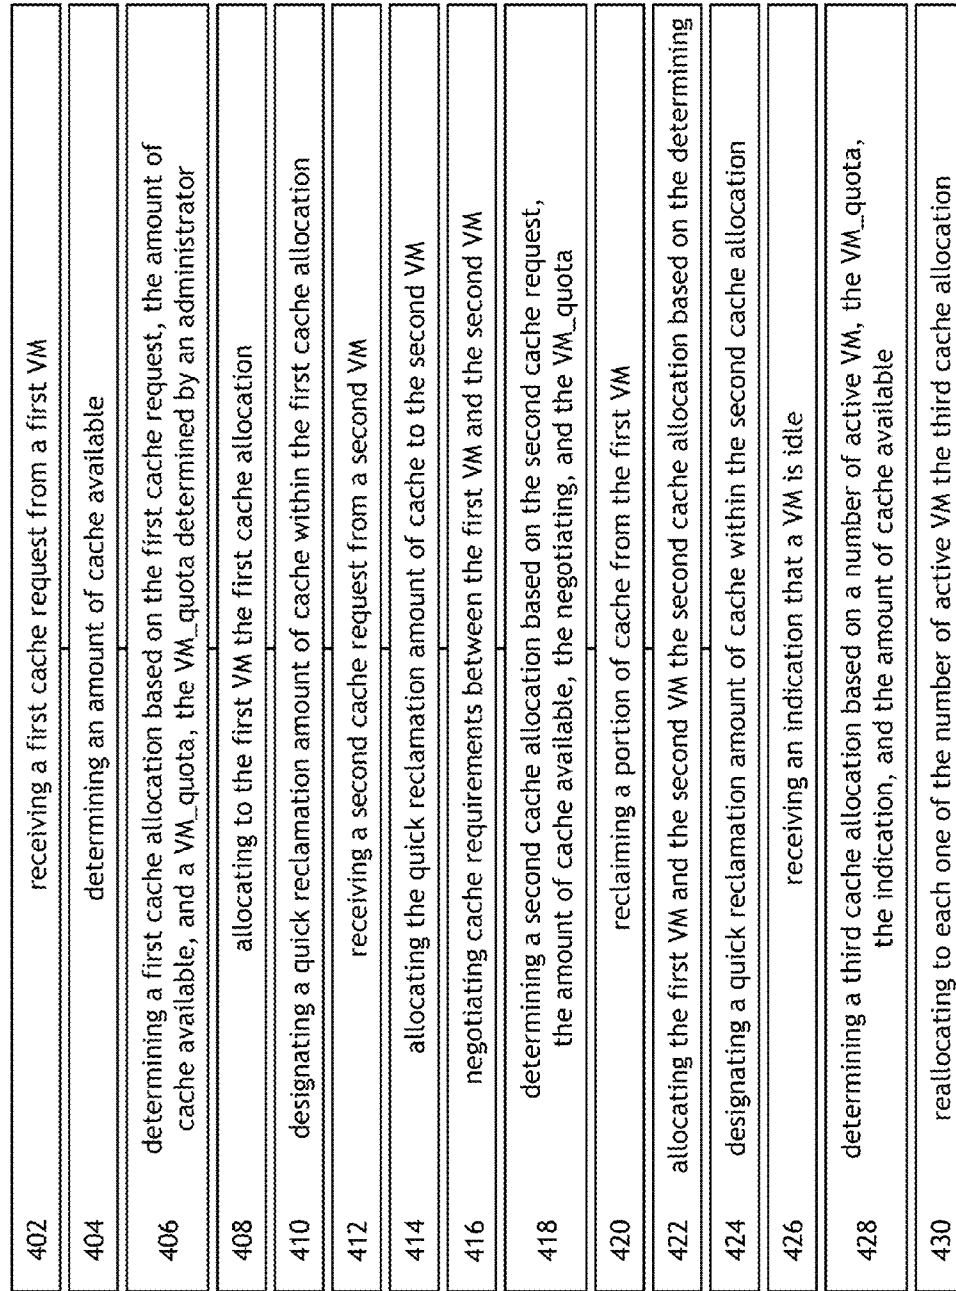 402 receiving a first cache request from a first VM
404 determining an amount of cache available
406 determining a first cache allocation based on the first cache request, the amount of
cache available, and a VM_quota, the VM_quota determined by an administrator
408 allocating to the first VM the first cache allocation
410 designating a quick reclamation amount of cache within the first cache allocation
412 receiving a second cache request from a second VM
414 allocating the quick reclamation amount of cache to the second VM
416 negotiating cache requirements between the first VM and the second VM
418 determining a second cache allocation based on the second cache request,
the amount of cache available, the negotiating, and the VM_quota
420 reclaiming a portion of cache from the first VM
422 allocating the first VM and the second VM the second cache allocation based on the determining
424 designating a quick reclamation amount of cache within the second cache allocation
426 receiving an indication that a VM is idle
428 determining a third cache allocation based on a number of active VM, the VM_quota,
the indication, and the amount of cache available
430 reallocating to each one of the number of active VM the third cache allocation